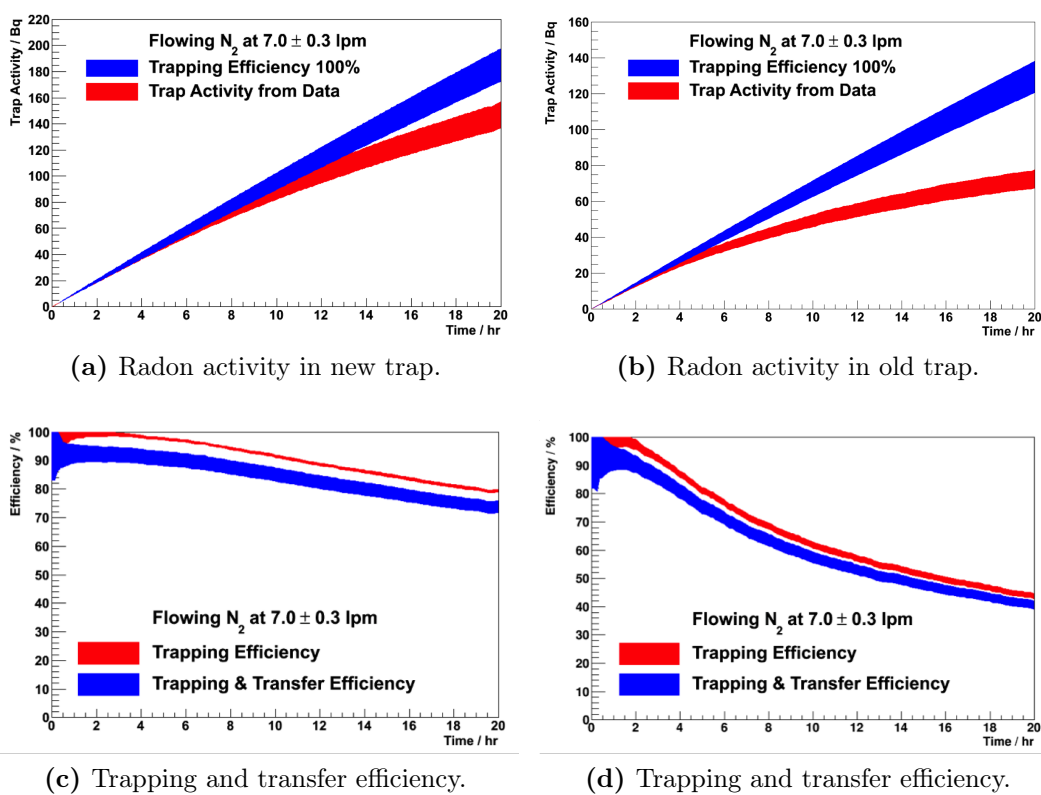 Trap Activity / Bq
220
200
180
160
140
120
100
80
60
40
20
0
Flowing N2 at 7.0 ± 0.3 lpm
Trapping Efficiency 100%
Trap Activity from Data
0 2 4 6 8 10 12 14 16 18 20
Time / hr
(a) Radon activity in new trap.
Trap Activity / Bq
160
140
120
100
80
60
40
20
0
Flowing N2 at 7.0 ± 0.3 lpm
Trapping Efficiency 100%
Trap Activity from Data
0 2 4 6 8 10 12 14 16 18 20
Time / hr
(b) Radon activity in old trap.
Efficiency / %
100
90
80
70
60
50
40
30
20
10
0
Flowing N2 at 7.0 ± 0.3 lpm
Trapping Efficiency
Trapping & Transfer Efficiency
0 2 4 6 8 10 12 14 16 18 20
Time / hr
(c) Trapping and transfer efficiency.
Efficiency / %
100
90
80
70
60
50
40
30
20
10
0
Flowing N2 at 7.0 ± 0.3 lpm
Trapping Efficiency
Trapping & Transfer Efficiency
0 2 4 6 8 10 12 14 16 18 20
Time / hr
(d) Trapping and transfer efficiency.